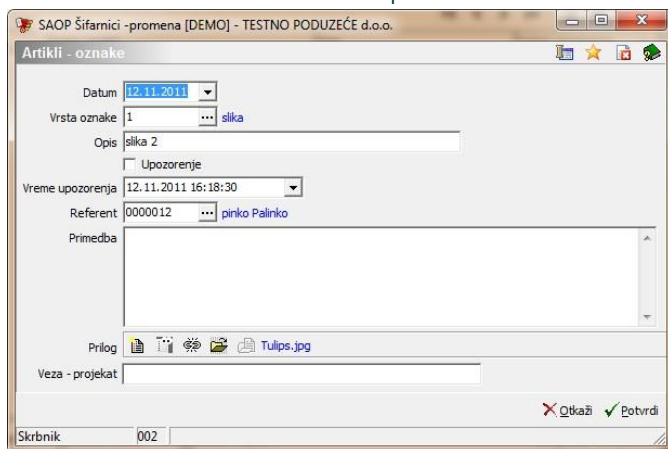 SAOP Šifarnici -promena [DEMO] - TESTNO PODUZEĆE d.o.o.
Artikli - oznake
Datum 12.11.2011
Vrsta oznake 1 ... slika
Opis slika 2
Upozorenje
Vreme upozorenja 12.11.2011 16:18:30
Referent 0000012 ... pinko Palinko
Primedba
Prilog Tulips.jpg
Veza - projekat
Otkaži Potvrdi
Skrbnik 002